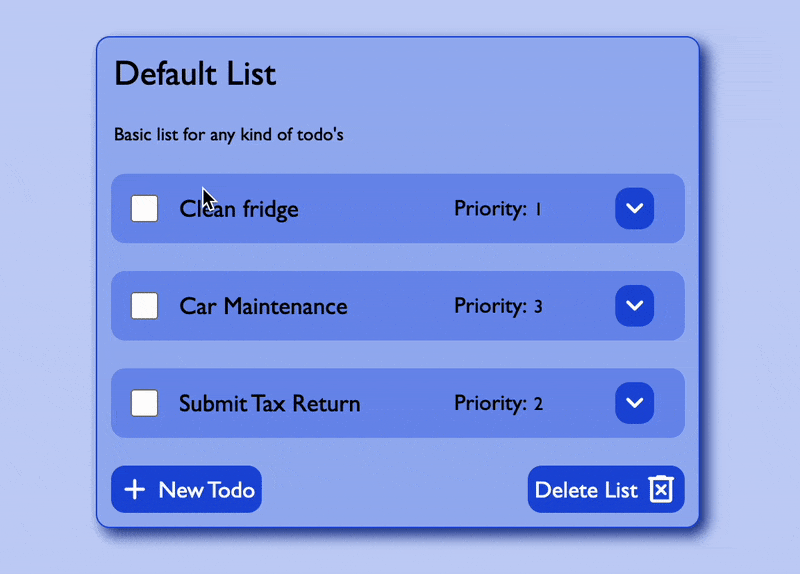 Default List
Basic list for any kind of todo's
Clean fridge Priority: 1
Car Maintenance Priority: 3
Submit Tax Return Priority: 2
New Todo Delete List